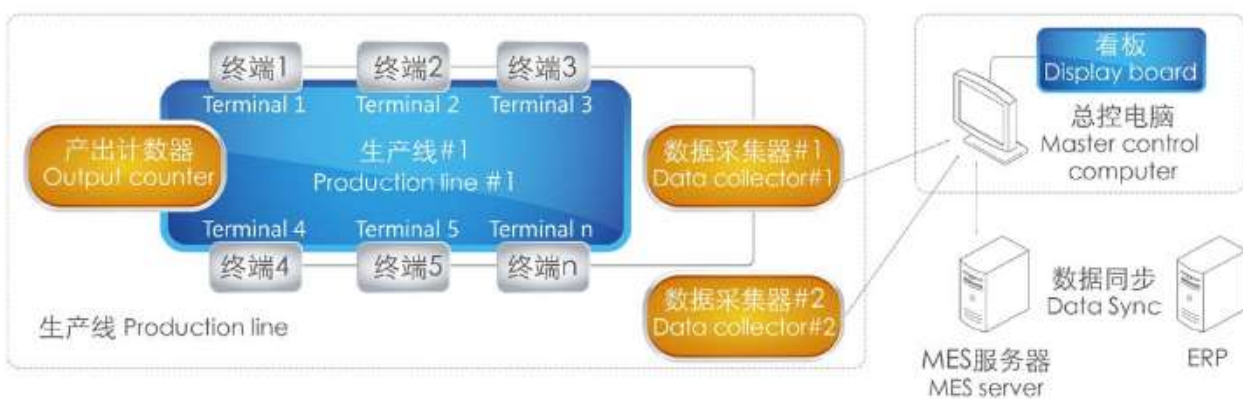 终端1
终端2
终端3
Terminal 1
Terminal 2
Terminal 3
产出计数器
Output counter
生产线#1
Production line #1
数据采集器#1
Data collector#1
Terminal 4
Terminal 5
Terminal n
终端4
终端5
终端n
数据采集器#2
Data collector#2
生产线 Production line
看板
Display board
总控电脑
Master control
computer
数据同步
Data Sync
MES服务器
MES server
ERP